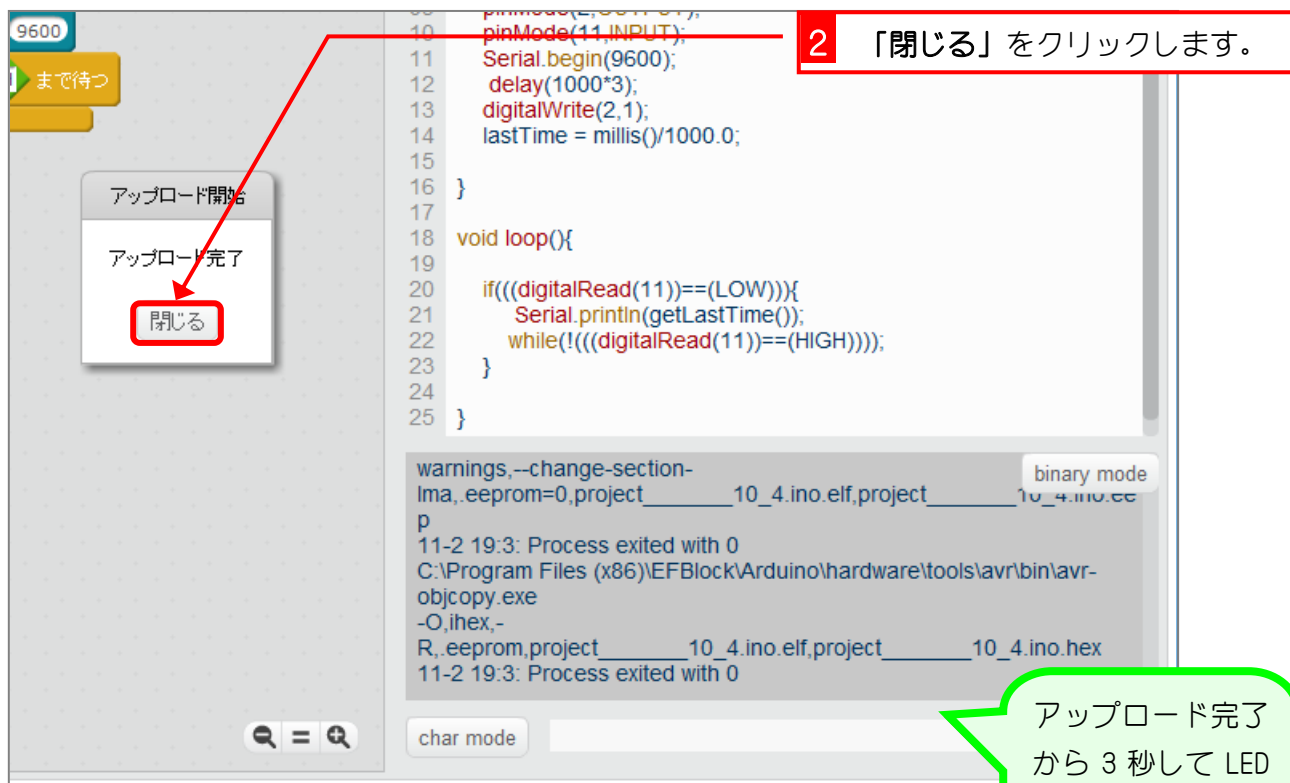 9600
まで待つ
2 「閉じる」をクリックします。
10 pinMode(11,INPUT);
11 Serial.begin(9600);
12 delay(1000*3);
13 digitalWrite(2,1);
14 lastTime = millis()/1000.0;
15
16 }
17
18 void loop(){
19
20 if(((digitalRead(11))==(LOW))){
21 Serial.println(getLastTime());
22 while(!(((digitalRead(11))==(HIGH))));
23 }
24
25 }
アップロード開始
アップロード完了
閉じる
binary mode
warnings,--change-section-
lma,.eeprom=0,project_______10_4.ino.elf,project_______10_4.ino.ee
p
11-2 19:3: Process exited with 0
C:\Program Files (x86)\EFBlock\Arduino\hardware\tools\avr\bin\avr-
objcopy.exe
-O,ihex,-
R,.eeprom,project_______10_4.ino.elf,project_______10_4.ino.hex
11-2 19:3: Process exited with 0
char mode
アップロード完了
から 3 秒して LED